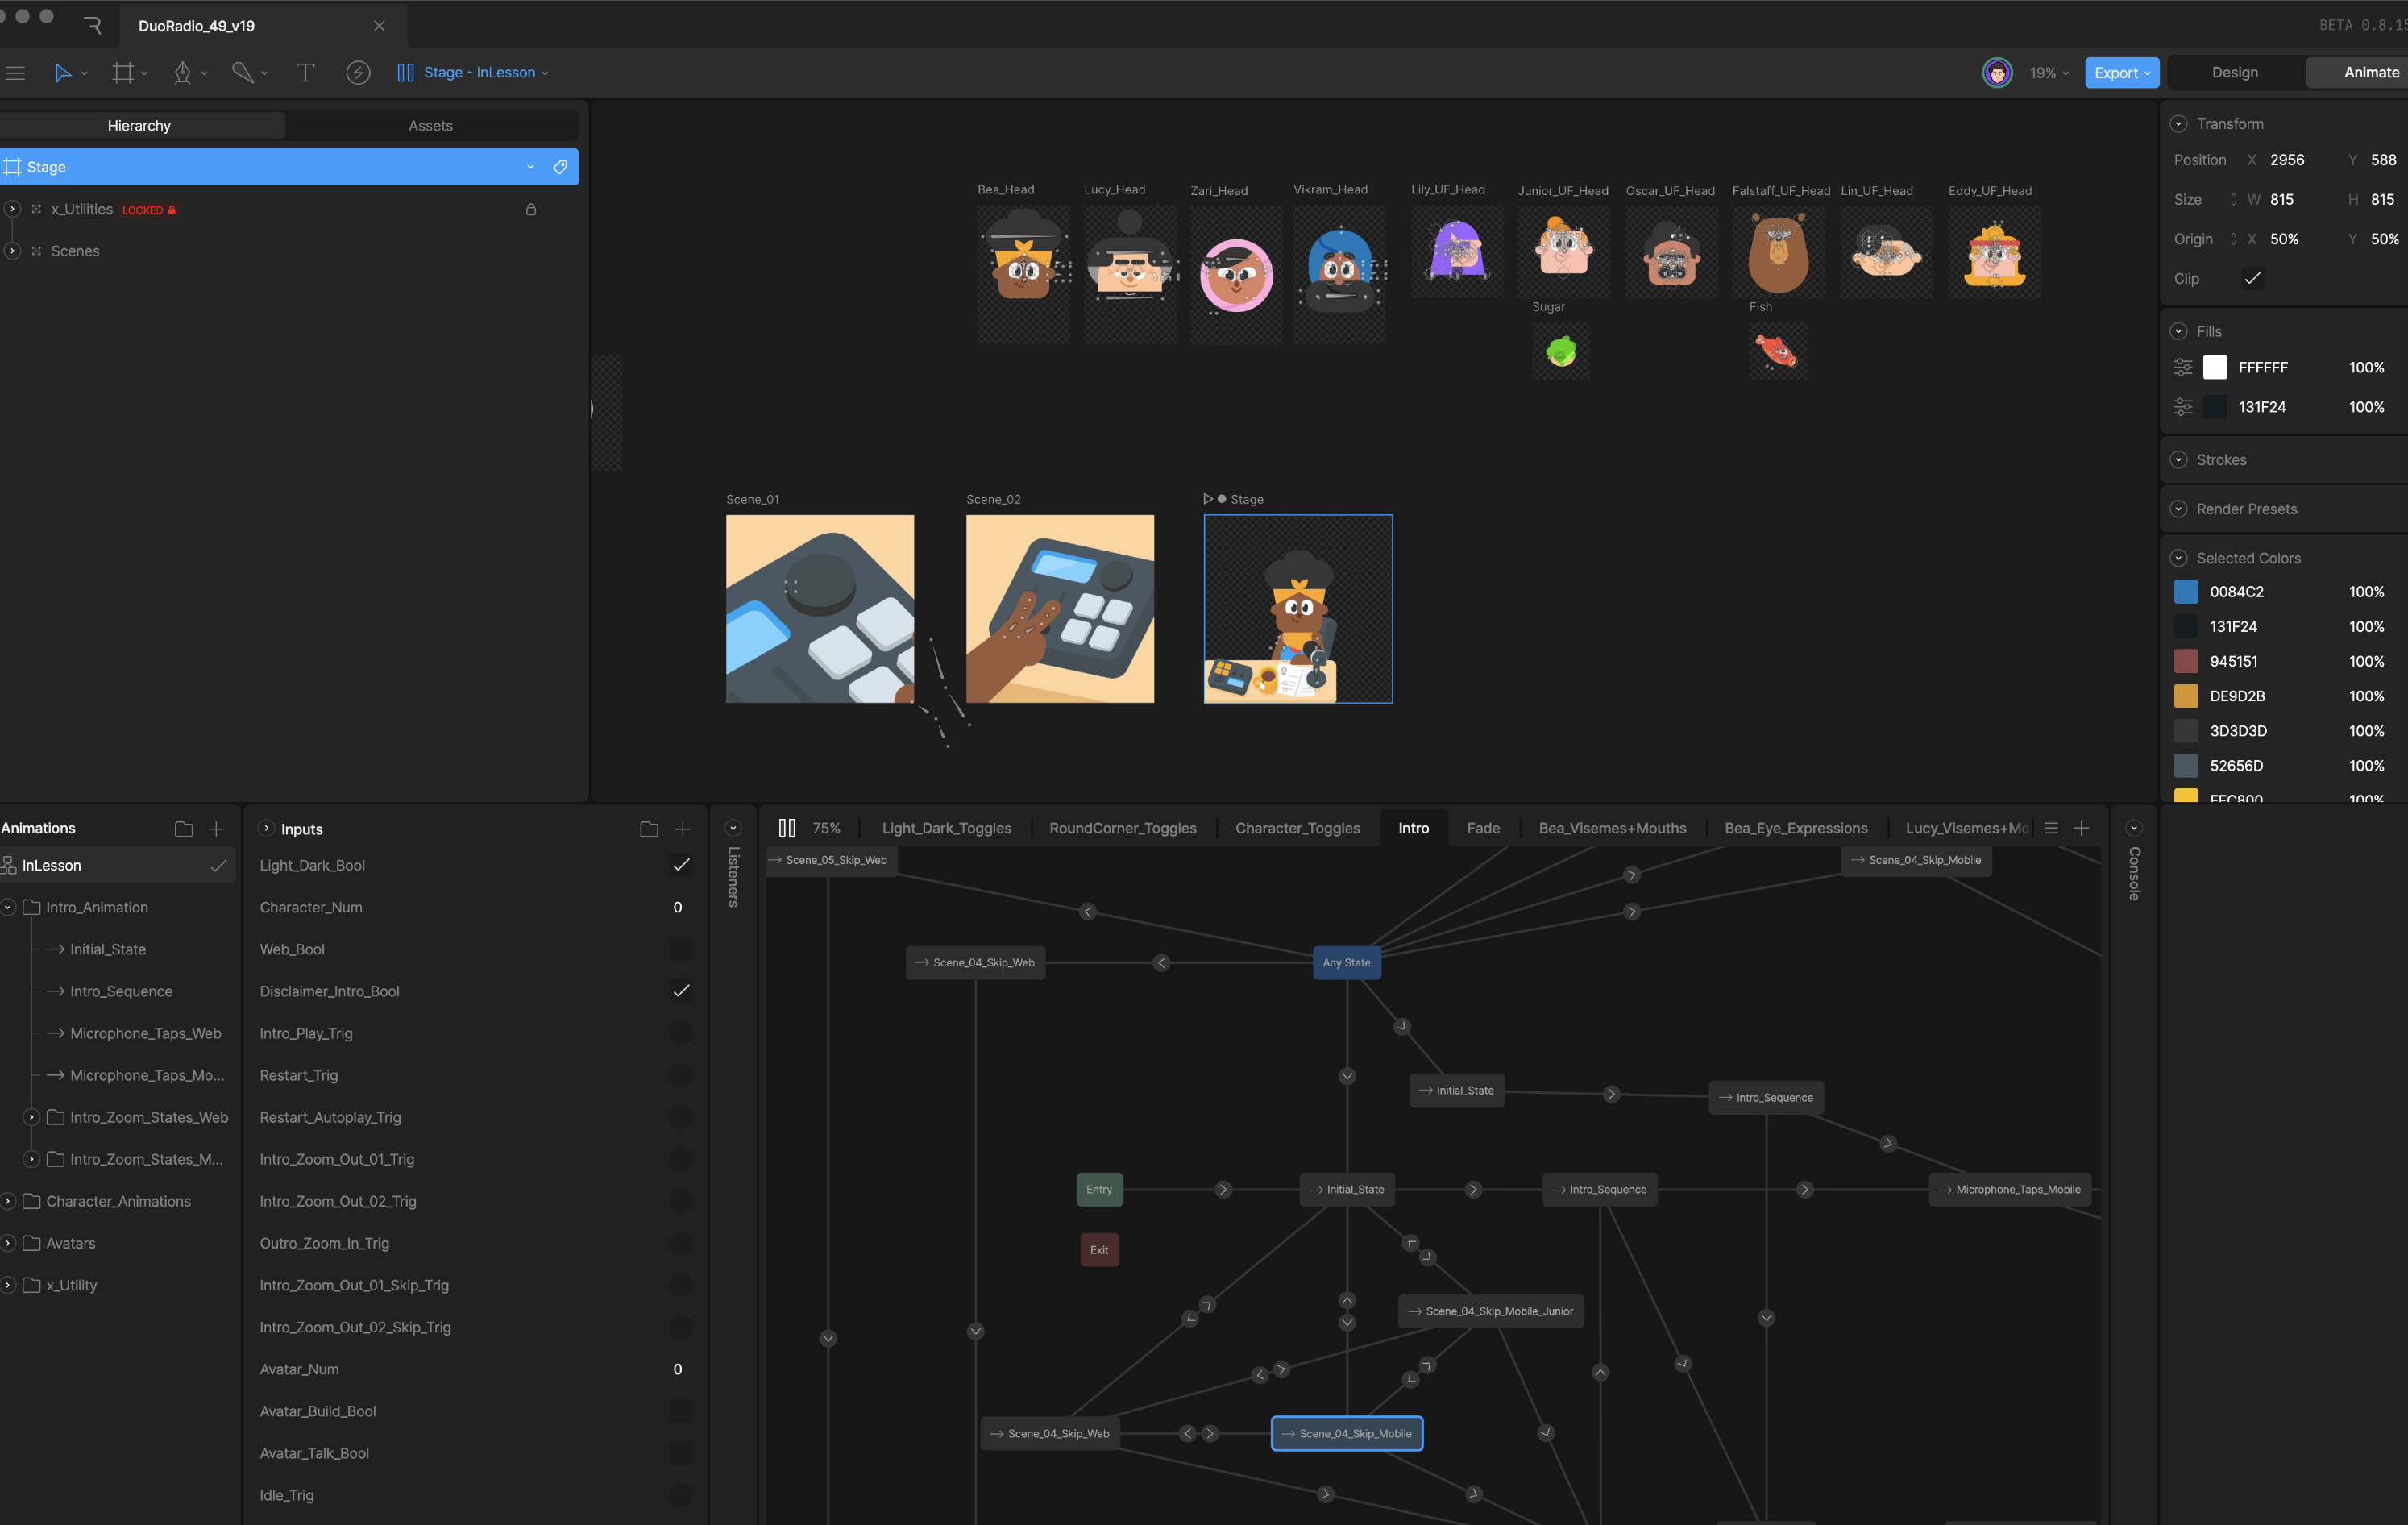 DuoRadio_49_v19
BETA 0.8.15
Stage - InLesson
19%
Export
Design
Animate
Hierarchy
Assets
Stage
x_Utilities LOCKED
Scenes
Bea_Head
Lucy_Head
Zari_Head
Vikram_Head
Lily_UF_Head
Junior_UF_Head
Oscar_UF_Head
Falstaff_UF_Head
Lin_UF_Head
Eddy_UF_Head
Sugar
Fish
Scene_01
Scene_02
Stage
Transform
Position X 2956 Y 588
Size W 815 H 815
Origin X 50% Y 50%
Clip
Fills
FFFFFF 100%
131F24 100%
Strokes
Render Presets
Selected Colors
0084C2 100%
131F24 100%
945151 100%
DE9D2B 100%
3D3D3D 100%
52656D 100%
FFC800 100%
Animations
InLesson
Intro_Animation
Initial_State
Intro_Sequence
Microphone_Taps_Web
Microphone_Taps_Mo...
Intro_Zoom_States_Web
Intro_Zoom_States_M...
Character_Animations
Avatars
x_Utility
Inputs
Light_Dark_Bool
Character_Num 0
Web_Bool
Disclaimer_Intro_Bool
Intro_Play_Trig
Restart_Trig
Restart_Autoplay_Trig
Intro_Zoom_Out_01_Trig
Intro_Zoom_Out_02_Trig
Outro_Zoom_In_Trig
Intro_Zoom_Out_01_Skip_Trig
Intro_Zoom_Out_02_Skip_Trig
Avatar_Num 0
Avatar_Build_Bool
Avatar_Talk_Bool
Idle_Trig
Listeners
75%
Light_Dark_Toggles
RoundCorner_Toggles
Character_Toggles
Intro
Fade
Bea_Visemes+Mouths
Bea_Eye_Expressions
Lucy_Visemes+Mo
Console
Scene_05_Skip_Web
Scene_04_Skip_Mobile
Scene_04_Skip_Web
Any State
Initial_State
Intro_Sequence
Entry
Initial_State
Intro_Sequence
Microphone_Taps_Mobile
Exit
Scene_04_Skip_Mobile_Junior
Scene_04_Skip_Web
Scene_04_Skip_Mobile